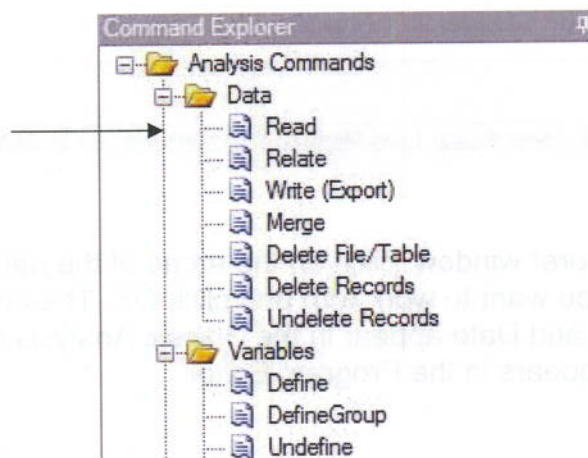 Command Explorer
Analysis Commands
Data
Read
Relate
Write (Export)
Merge
Delete File/Table
Delete Records
Undelete Records
Variables
Define
DefineGroup
Undefine